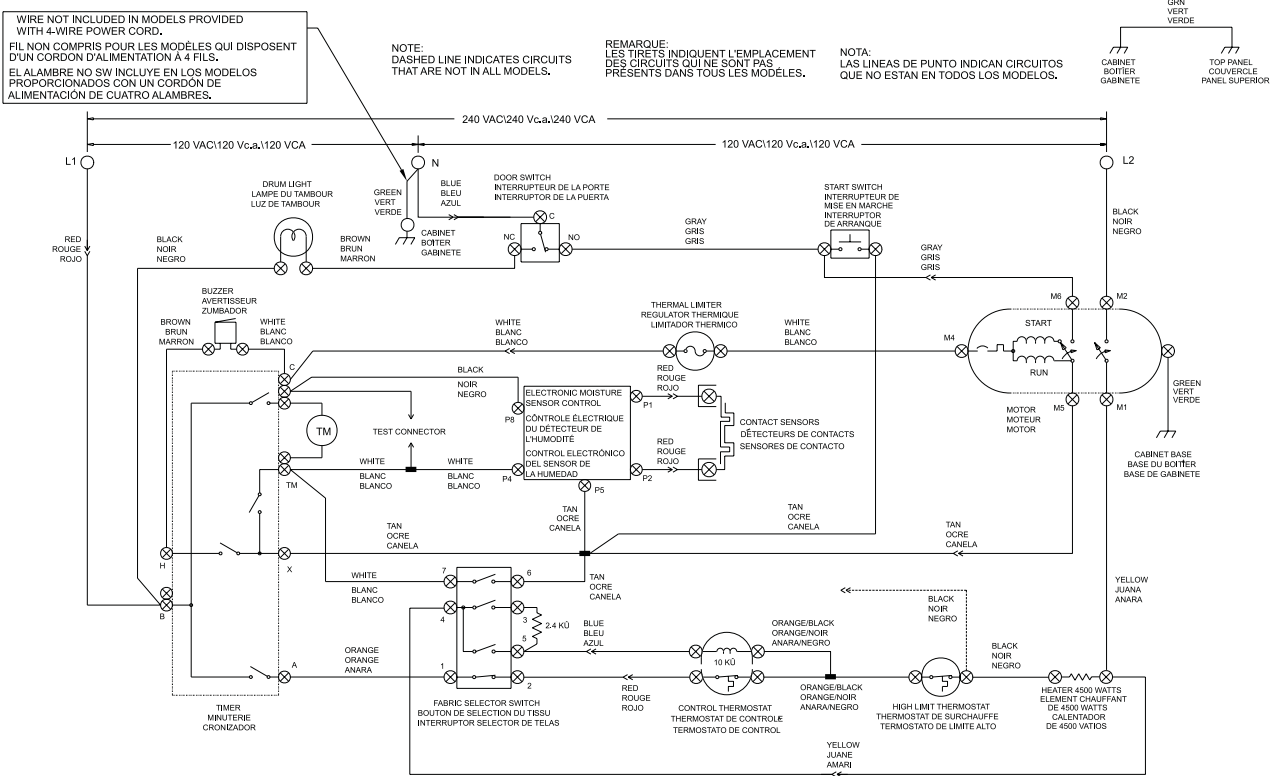 WIRE NOT INCLUDED IN MODELS PROVIDED
WITH 4-WIRE POWER CORD.
FIL NON COMPRIS POUR LES MODÈLES QUI DISPOSENT
D'UN CORDON D'ALIMENTATION À 4 FILS.
EL ALAMBRE NO SW INCLUYE EN LOS MODELOS
PROPORCIONADOS CON UN CORDÓN DE
ALIMENTACIÓN DE CUATRO ALAMBRES.
NOTE:
DASHED LINE INDICATES CIRCUITS
THAT ARE NOT IN ALL MODELS.
REMARQUE:
LES TIRETS INDIQUENT L'EMPLACEMENT
DES CIRCUITS QUI NE SONT PAS
PRÉSENTS DANS TOUS LES MODÈLES.
NOTA:
LAS LINEAS DE PUNTO INDICAN CIRCUITOS
QUE NO ESTAN EN TODOS LOS MODELOS.
GRN
VERT
VERDE
CABINET
BOITIER
GABINETE
TOP PANEL
COUVERCLE
PANEL SUPERIOR
240 VAC\240 Vc.a.\240 VCA
120 VAC\120 Vc.a.\120 VCA
120 VAC\120 Vc.a.\120 VCA
L1
N
L2
DRUM LIGHT
LAMPE DU TAMBOUR
LUZ DE TAMBOUR
GREEN
VERT
VERDE
BLUE
BLEU
AZUL
DOOR SWITCH
INTERRUPTEUR DE LA PORTE
INTERRUPTOR DE LA PUERTA
C
NC
NO
CABINET
BOITER
GABINETE
START SWITCH
INTERRUPTEUR DE
MISE EN MARCHE
INTERRUPTOR
DE ARRANQUE
GRAY
GRIS
GRIS
GRAY
GRIS
GRIS
BLACK
NOIR
NEGRO
RED
ROUGE
ROJO
BLACK
NOIR
NEGRO
BROWN
BRUN
MARRON
BUZZER
AVERTISSEUR
ZUMBADOR
BROWN
BRUN
MARRON
WHITE
BLANC
BLANCO
C
WHITE
BLANC
BLANCO
THERMAL LIMITER
REGULATOR THERMIQUE
LIMITADOR THERMICO
WHITE
BLANC
BLANCO
M6
M2
START
M4
RUN
M5
M1
MOTOR
MOTEUR
MOTOR
GREEN
VERT
VERDE
CABINET BASE
BASE DU BOITIER
BASE DE GABINETE
BLACK
NOIR
NEGRO
ELECTRONIC MOISTURE
SENSOR CONTROL
CÔNTROLE ÉLECTRIQUE
DU DÉTECTEUR DE
L'HUMODITÉ
CONTROL ELECTRÓNICO
DEL SENSOR DE
LA HUMEDAD
P8
P4
P1
P2
P5
RED
ROUGE
ROJO
RED
ROUGE
ROJO
CONTACT SENSORS
DÉTECTEURS DE CONTACTS
SENSORES DE CONTACTO
TM
TEST CONNECTOR
WHITE
BLANC
BLANCO
WHITE
BLANC
BLANCO
TM
TAN
OCRE
CANELA
TAN
OCRE
CANELA
TAN
OCRE
CANELA
TAN
OCRE
CANELA
H
X
B
WHITE
BLANC
BLANCO
7
6
TAN
OCRE
CANELA
4
3
2.4 KÛ
5
BLUE
BLEU
AZUL
1
2
ORANGE
ORANGE
ANARA
A
TIMER
MINUTERIE
CRONIZADOR
FABRIC SELECTOR SWITCH
BOUTON DE SELECTION DU TISSU
INTERRUPTOR SELECTOR DE TELAS
RED
ROUGE
ROJO
10 KÛ
CONTROL THERMOSTAT
THERMOSTAT DE CONTROLE
TERMOSTATO DE CONTROL
ORANGE/BLACK
ORANGE/NOIR
ANARA/NEGRO
ORANGE/BLACK
ORANGE/NOIR
ANARA/NEGRO
BLACK
NOIR
NEGRO
BLACK
NOIR
NEGRO
HIGH LIMIT THERMOSTAT
THERMOSTAT DE SURCHAUFFE
TERMOSTATO DE LIMITE ALTO
YELLOW
JUANA
ANARA
HEATER 4500 WATTS
ELEMENT CHAUFFANT
DE 4500 WATTS
CALENTADOR
DE 4500 VATIOS
YELLOW
JUANE
AMARI